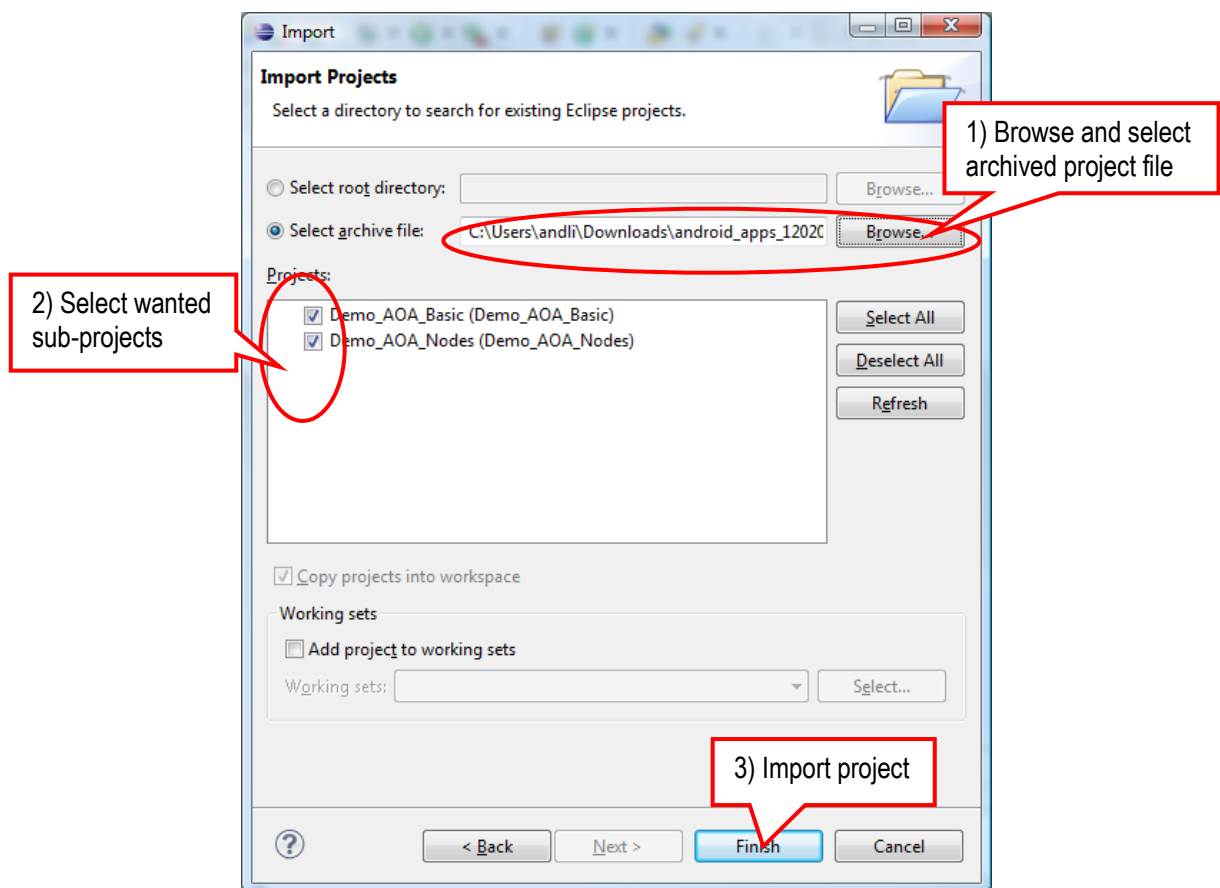 Import
Import Projects
Select a directory to search for existing Eclipse projects.
1) Browse and select
archived project file
Select root directory:
Browse...
Select archive file:
C:\Users\andli\Downloads\android_apps_12020
Browse...
Projects:
2) Select wanted
sub-projects
Demo_AOA_Basic (Demo_AOA_Basic)
Demo_AOA_Nodes (Demo_AOA_Nodes)
Select All
Deselect All
Refresh
Copy projects into workspace
Working sets
Add project to working sets
Working sets:
Select...
3) Import project
?
< Back
Next >
Finish
Cancel